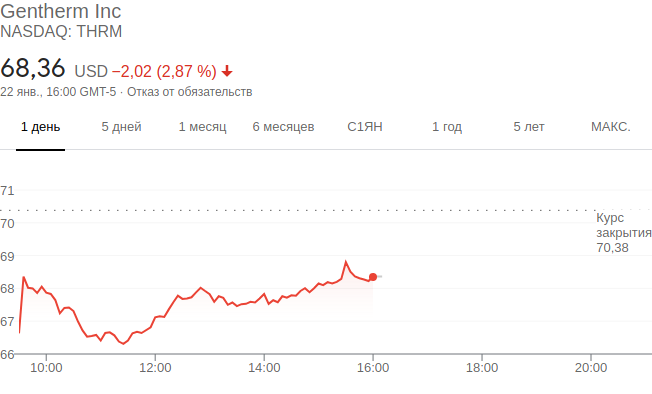 Gentherm Inc
NASDAQ: THRM
68,36 USD −2,02 (2,87 %)
22 янв., 16:00 GMT-5 · Отказ от обязательств
1 день 5 дней 1 месяц 6 месяцев С1ЯН 1 год 5 лет МАКС.
71
70
Курс
закрытия
70,38
69
68
67
66
10:00 12:00 14:00 16:00 18:00 20:00